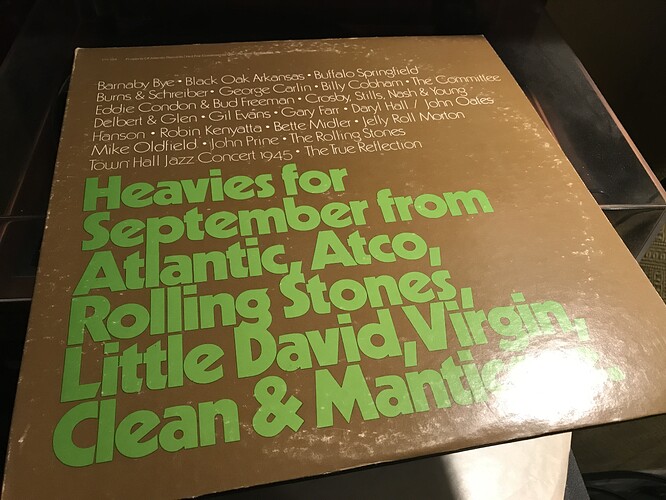 Barnaby Bye • Black Oak Arkansas • Buffalo Springfield
Burns & Schreiber • George Carlin • Billy Cobham • The Committee
Eddie Condon & Bud Freeman • Crosby, Stills, Nash & Young
Delbert & Glen • Gil Evans • Gary Farr • Daryl Hall / John Oates
Hanson • Robin Kenyatta • Bette Midler • Jelly Roll Morton
Mike Oldfield • John Prine • The Rolling Stones
Town Hall Jazz Concert 1945 • The True Reflection
Heavies for
September from
Atlantic, Atco,
Rolling Stones,
Little David, Virgin,
Clean &